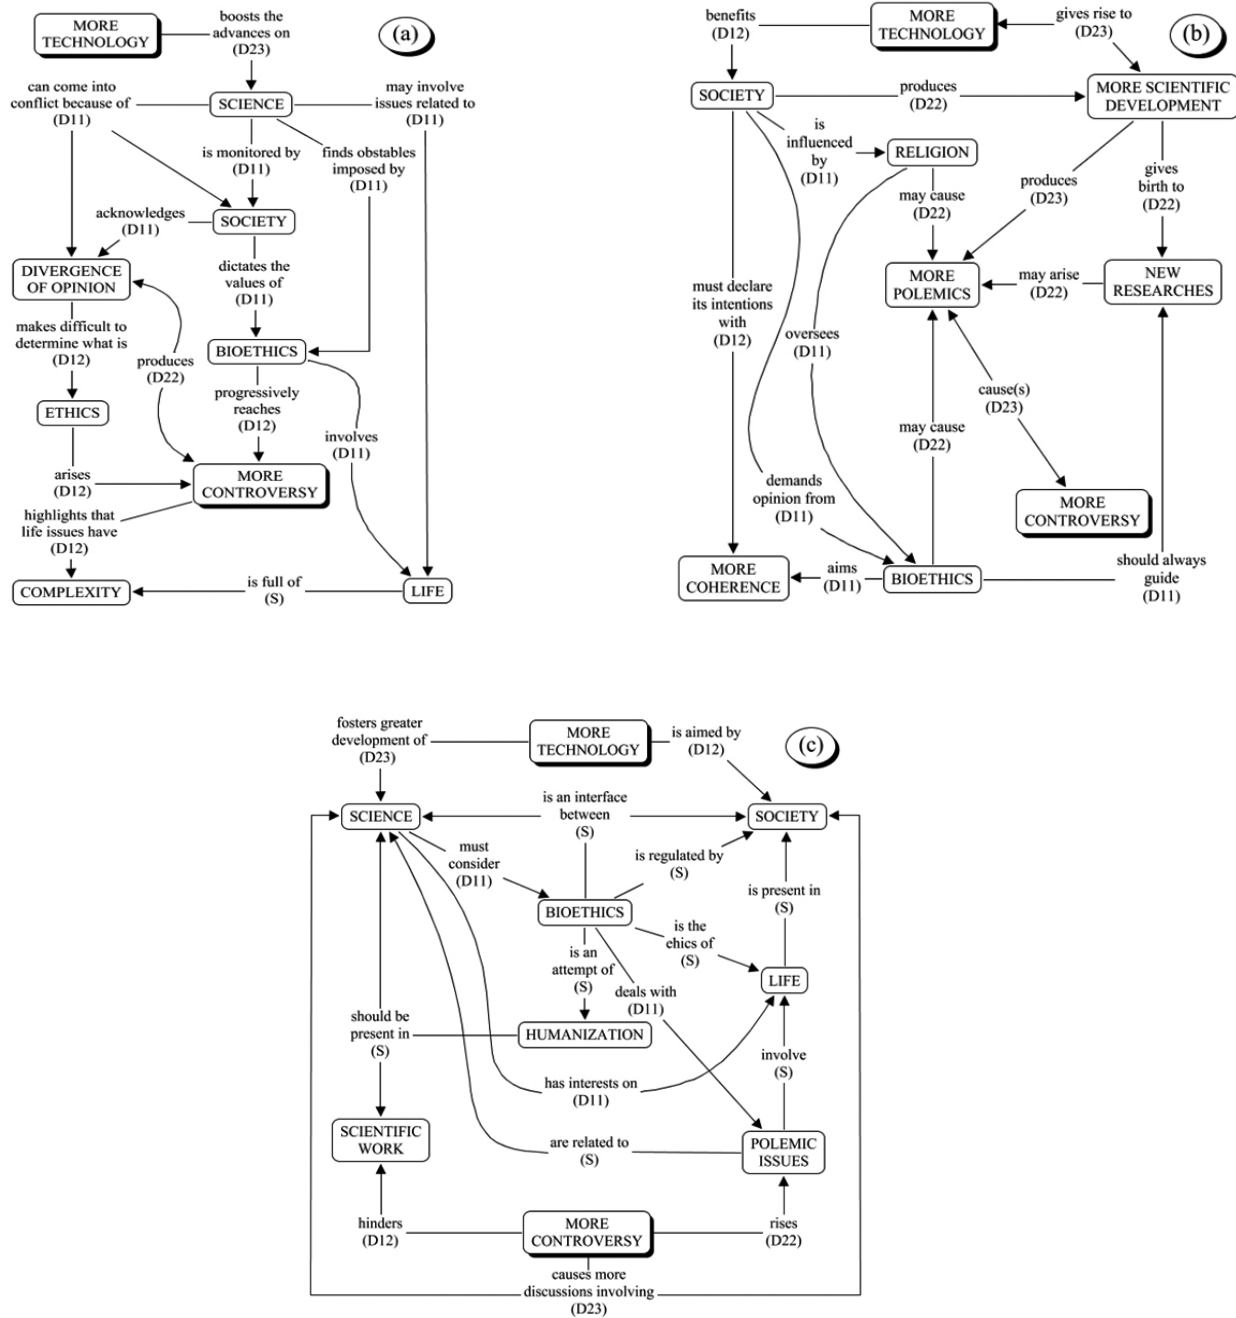 MORE
TECHNOLOGY
boosts the
advances on
(D23)
(a)
can come into
conflict because of
(D11)
SCIENCE
may involve
issues related to
(D11)
is monitored by
(D11)
finds obstables
imposed by
(D11)
acknowledges
(D11)
SOCIETY
DIVERGENCE
OF OPINION
dictates the
values of
(D11)
makes difficult to
determine what is
(D12)
produces
(D22)
BIOETHICS
ETHICS
progressively
reaches
(D12)
involves
(D11)
arises
(D12)
MORE
CONTROVERSY
highlights that
life issues have
(D12)
COMPLEXITY
is full of
(S)
LIFE
benefits
(D12)
MORE
TECHNOLOGY
gives rise to
(D23)
(b)
SOCIETY
produces
(D22)
MORE SCIENTIFIC
DEVELOPMENT
is
influenced
by
(D11)
RELIGION
may cause
(D22)
produces
(D23)
gives
birth to
(D22)
must declare
its intentions
with
(D12)
MORE
POLEMICS
may arise
(D22)
NEW
RESEARCHES
oversees
(D11)
cause(s)
(D23)
may cause
(D22)
demands
opinion from
(D11)
MORE
CONTROVERSY
MORE
COHERENCE
aims
(D11)
BIOETHICS
should always
guide
(D11)
fosters greater
development of
(D23)
MORE
TECHNOLOGY
is aimed by
(D12)
(c)
SCIENCE
is an interface
between
(S)
SOCIETY
must
consider
(D11)
is regulated by
(S)
BIOETHICS
is present in
(S)
is the
ehics of
(S)
is an
attempt of
(S)
LIFE
deals with
(D11)
should be
present in
(S)
HUMANIZATION
has interests on
(D11)
involve
(S)
SCIENTIFIC
WORK
are related to
(S)
POLEMIC
ISSUES
hinders
(D12)
MORE
CONTROVERSY
rises
(D22)
causes more
discussions involving
(D23)